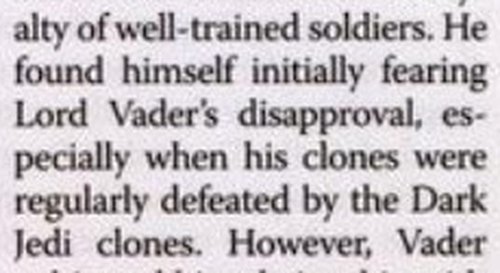 alty of well-trained soldiers. He
found himself initially fearing
Lord Vader's disapproval, es-
pecially when his clones were
regularly defeated by the Dark
Jedi clones. However, Vader